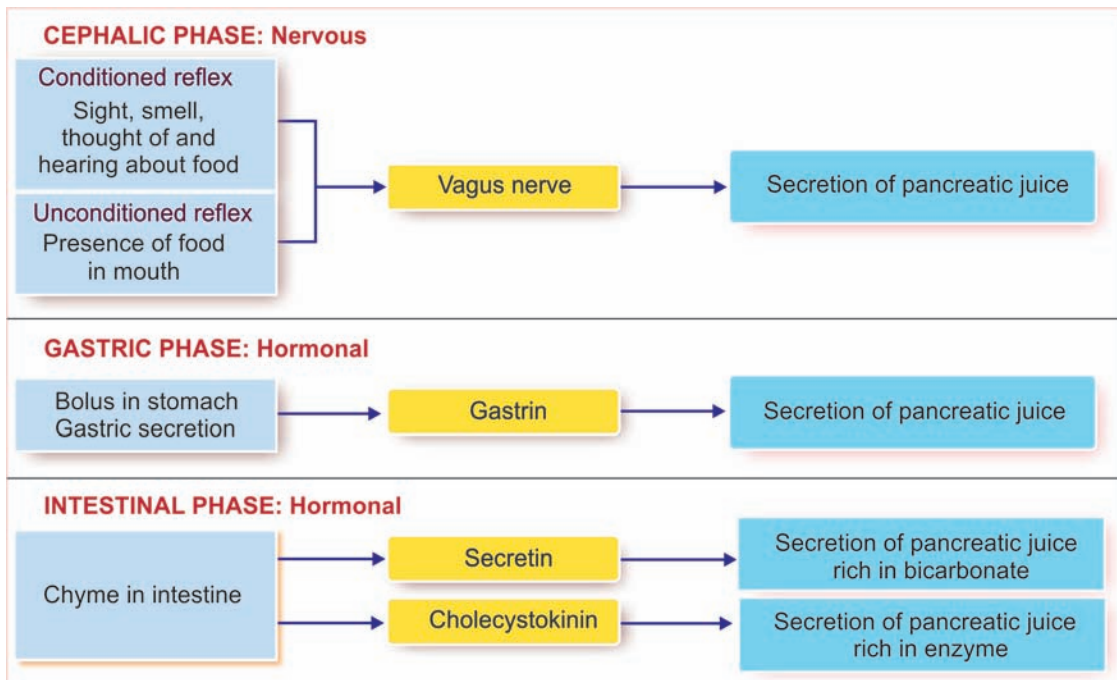 CEPHALIC PHASE: Nervous
Conditioned reflex
Sight, smell,
thought of and
hearing about food
Unconditioned reflex
Presence of food
in mouth
Vagus nerve
Secretion of pancreatic juice
GASTRIC PHASE: Hormonal
Bolus in stomach
Gastric secretion
Gastrin
Secretion of pancreatic juice
INTESTINAL PHASE: Hormonal
Chyme in intestine
Secretin
Secretion of pancreatic juice
rich in bicarbonate
Cholecystokinin
Secretion of pancreatic juice
rich in enzyme